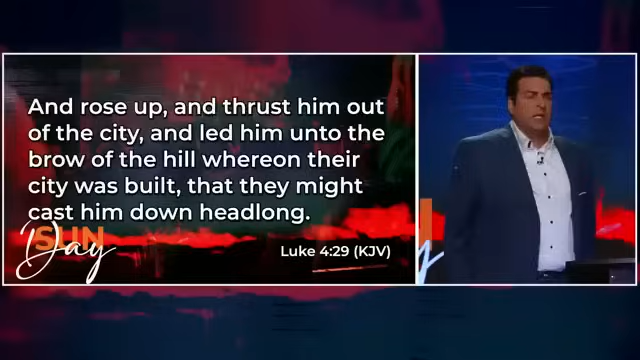 And rose up, and thrust him out
of the city, and led him unto the
brow of the hill whereon their
city was built, that they might
cast him down headlong.
SUN
Day
Luke 4:29 (KJV)